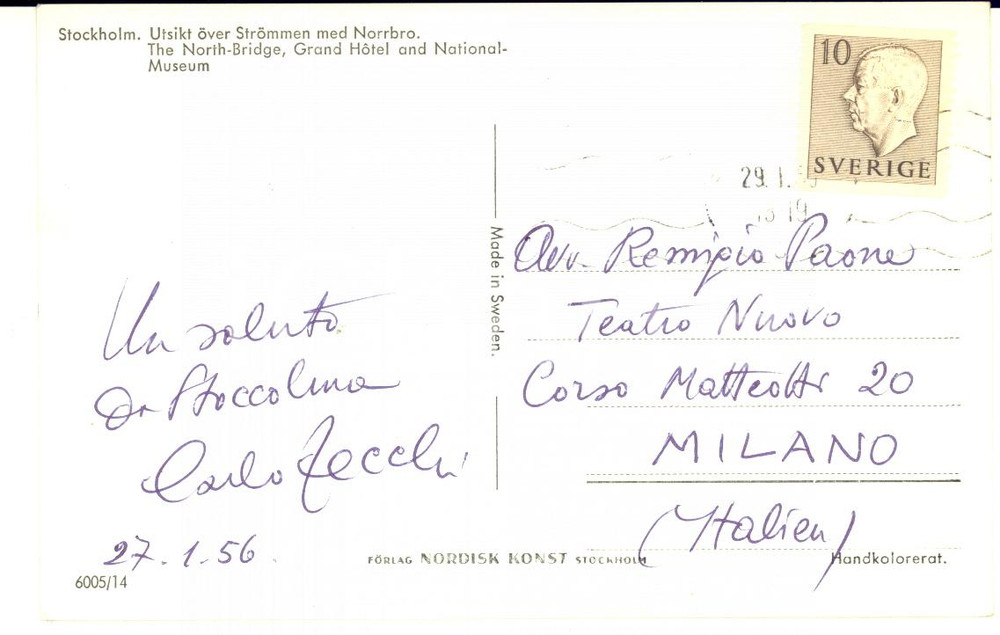 Stockholm. Utsikt över Strömmen med Norrbro.
The North-Bridge, Grand Hôtel and National-
Museum
10
SVERIGE
29. 1.
19
Made in Sweden.
Un saluto
Da Stoccolma
Carlo Zecchi
27.1.56.
Avv. Remigio Paone
Teatro Nuovo
Corso Matteotti 20
MILANO
(Italien)
FÖRLAG NORDISK KONST STOCKHOLM
Handkolorerat.
6005/14